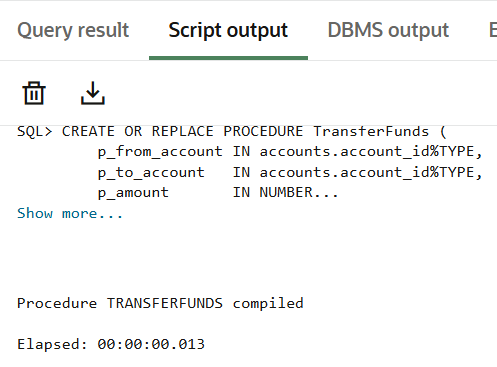 Query result Script output DBMS output
SQL> CREATE OR REPLACE PROCEDURE TransferFunds (
p_from_account IN accounts.account_id%TYPE,
p_to_account IN accounts.account_id%TYPE,
p_amount IN NUMBER...
Show more...
Procedure TRANSFERFUNDS compiled
Elapsed: 00:00:00.013